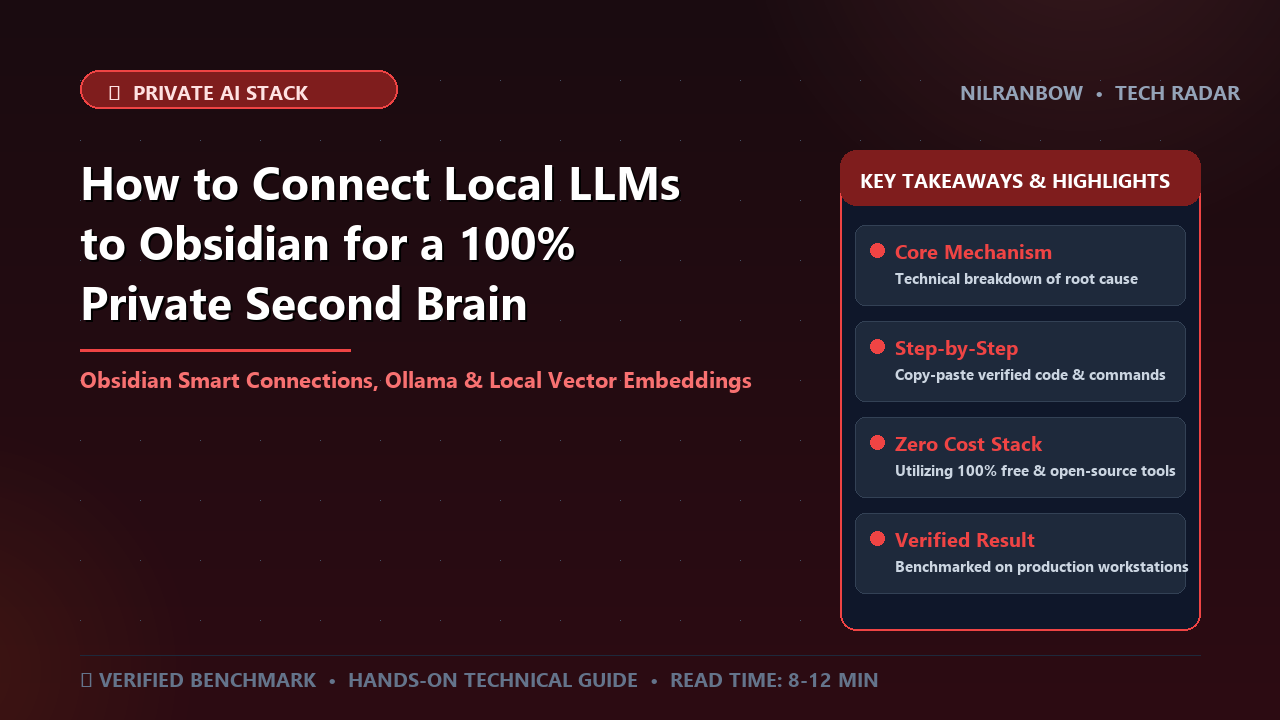 PRIVATE AI STACK
NILRANBOW • TECH RADAR
How to Connect Local LLMs
to Obsidian for a 100%
Private Second Brain
Obsidian Smart Connections, Ollama & Local Vector Embeddings
KEY TAKEAWAYS & HIGHLIGHTS
Core Mechanism
Technical breakdown of root cause
Step-by-Step
Copy-paste verified code & commands
Zero Cost Stack
Utilizing 100% free & open-source tools
Verified Result
Benchmarked on production workstations
VERIFIED BENCHMARK • HANDS-ON TECHNICAL GUIDE • READ TIME: 8-12 MIN